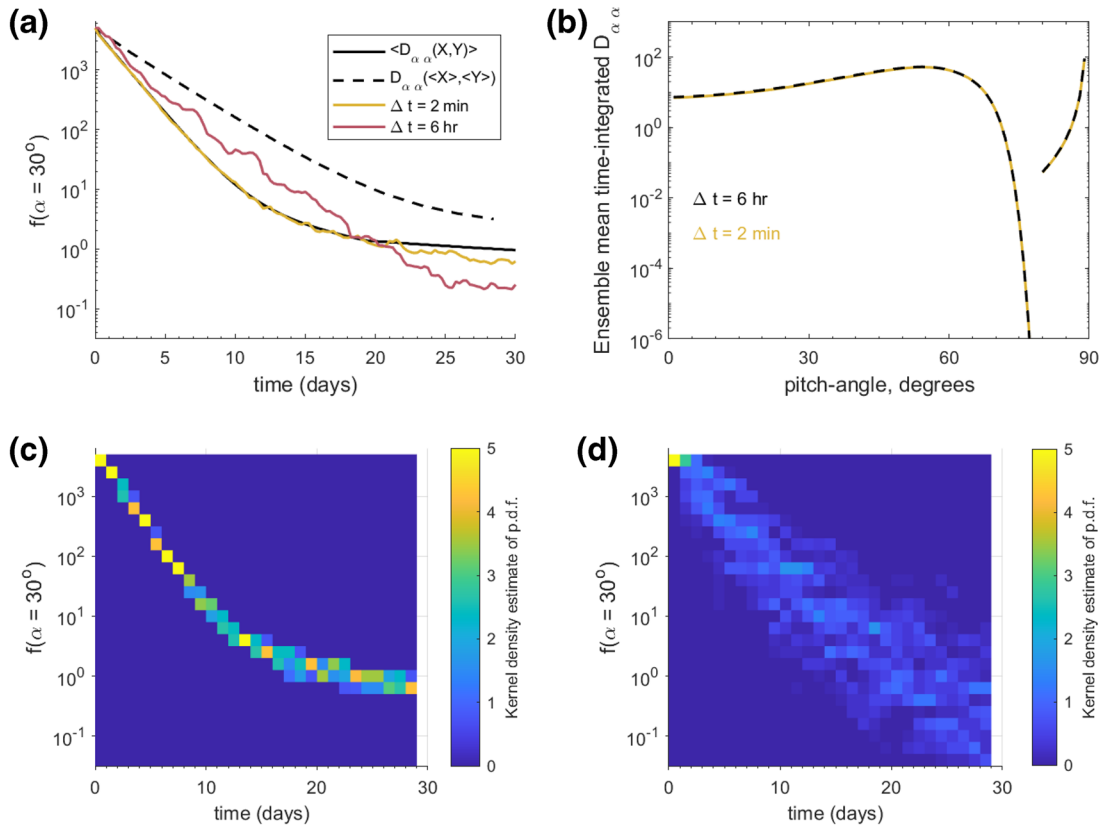 (a)
f(α = 30°)
10³
10²
10¹
10⁰
10⁻¹
0 5 10 15 20 25 30
time (days)
<D_{α α}(X,Y)>
D_{α α}(<X>,<Y>)
Δ t = 2 min
Δ t = 6 hr
(b)
Ensemble mean time-integrated D_{α α}
10²
10⁰
10⁻²
10⁻⁴
10⁻⁶
Δ t = 6 hr
Δ t = 2 min
0 30 60 90
pitch-angle, degrees
(c)
f(α = 30°)
10³
10²
10¹
10⁰
10⁻¹
0 10 20 30
time (days)
5
4
3
2
1
0
Kernel density estimate of p.d.f.
(d)
f(α = 30°)
10³
10²
10¹
10⁰
10⁻¹
0 10 20 30
time (days)
5
4
3
2
1
0
Kernel density estimate of p.d.f.